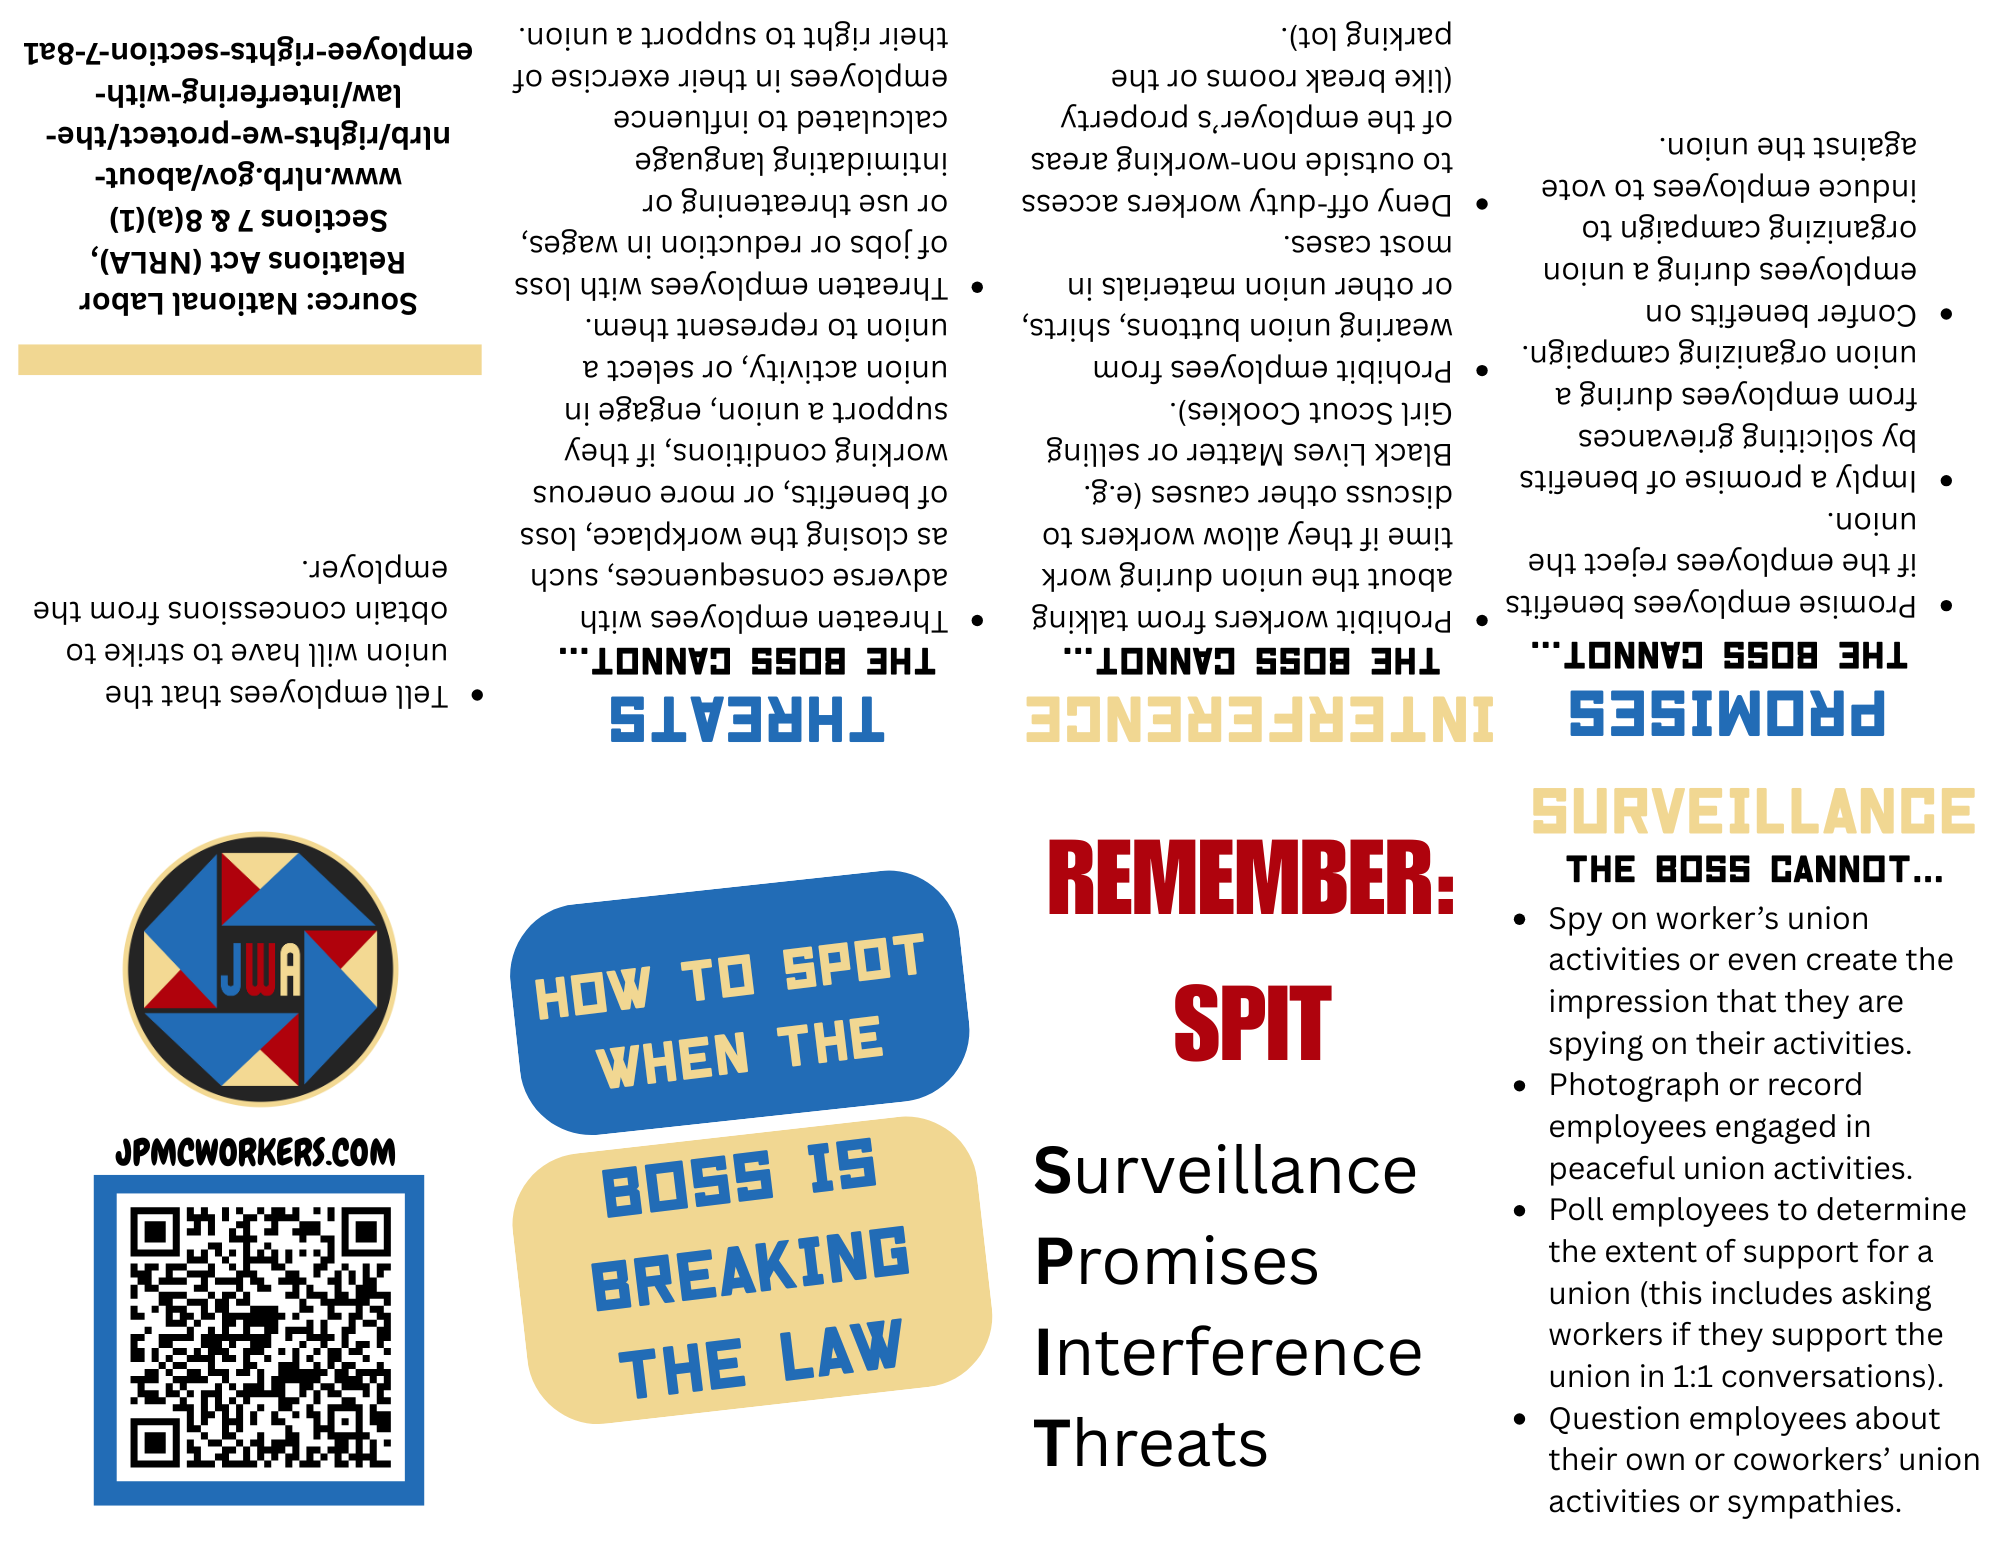 HOW TO SPOT
WHEN THE
BOSS IS
BREAKING
THE LAW
REMEMBER:
SPIT
Surveillance
Promises
Interference
Threats
SURVEILLANCE
THE BOSS CANNOT...
• Spy on worker’s union
activities or even create the
impression that they are
spying on their activities.
• Photograph or record
employees engaged in
peaceful union activities.
• Poll employees to determine
the extent of support for a
union (this includes asking
workers if they support the
union in 1:1 conversations).
• Question employees about
their own or coworkers’ union
activities or sympathies.
PROMISES
THE BOSS CANNOT...
• Promise employees benefits
if the employees reject the
union.
• Imply a promise of benefits
by soliciting grievances
from employees during a
union organizing campaign.
• Confer benefits on
employees during a union
organizing campaign to
induce employees to vote
against the union.
INTERFERENCE
THE BOSS CANNOT...
• Prohibit workers from talking
about the union during work
time if they allow workers to
discuss other causes (e.g.
Black Lives Matter or selling
Girl Scout Cookies).
• Prohibit employees from
wearing union buttons, shirts,
or other union materials in
most cases.
• Deny off-duty workers access
to outside non-working areas
of the employer’s property
(like break rooms or the
parking lot).
THREATS
THE BOSS CANNOT...
• Threaten employees with
adverse consequences, such
as closing the workplace, loss
of benefits, or more onerous
working conditions, if they
support a union, engage in
union activity, or select a
union to represent them.
• Threaten employees with loss
of jobs or reduction in wages,
or use threatening or
intimidating language
calculated to influence
employees in their exercise of
their right to support a union.
• Tell employees that the
union will have to strike to
obtain concessions from the
employer.
Source: National Labor
Relations Act (NRLA),
Sections 7 & 8(a)(1)
www.nlrb.gov/about-
nlrb/rights-we-protect/the-
law/interfering-with-
employee-rights-section-7-8a1
JWA
JPMCWORKERS.COM